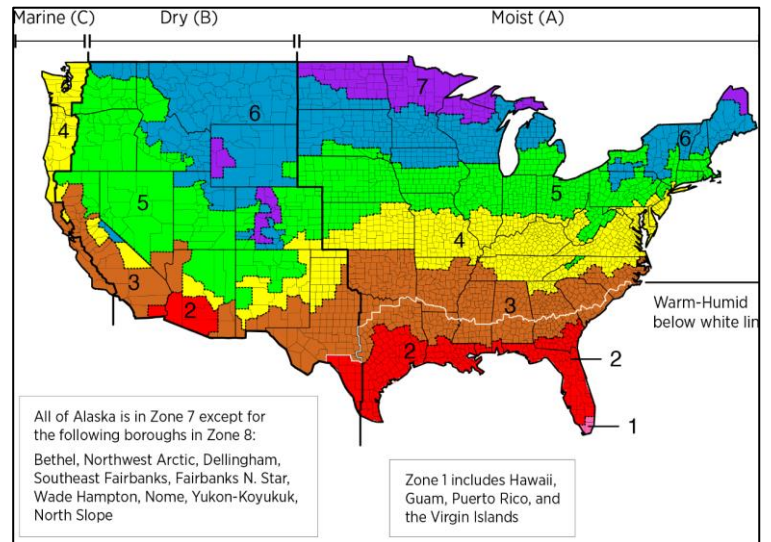 Marine (C) Dry (B) Moist (A)
7
6
6
4
5
5
4
3
3
Warm-Humid
below white lin
2
2
2
1
All of Alaska is in Zone 7 except for
the following boroughs in Zone 8:
Bethel, Northwest Arctic, Dellingham,
Southeast Fairbanks, Fairbanks N. Star,
Wade Hampton, Nome, Yukon-Koyukuk,
North Slope
Zone 1 includes Hawaii,
Guam, Puerto Rico, and
the Virgin Islands